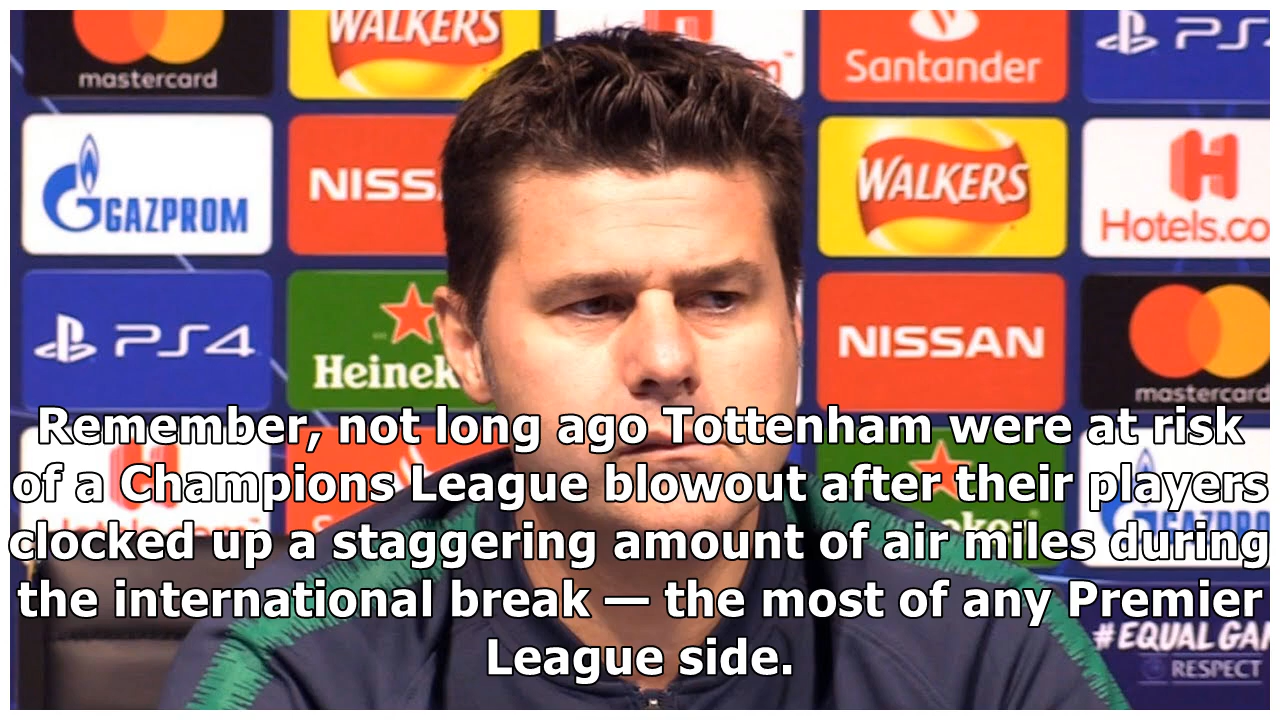 mastercard
WALKERS
Santander
PS4
GAZPROM
NISS
WALKERS
Hotels.co
PS4
Heinek
NISSAN
mastercard
Remember, not long ago Tottenham were at risk
of a Champions League blowout after their players
clocked up a staggering amount of air miles during
the international break — the most of any Premier
League side.
#EQUAL GA
RESPECT